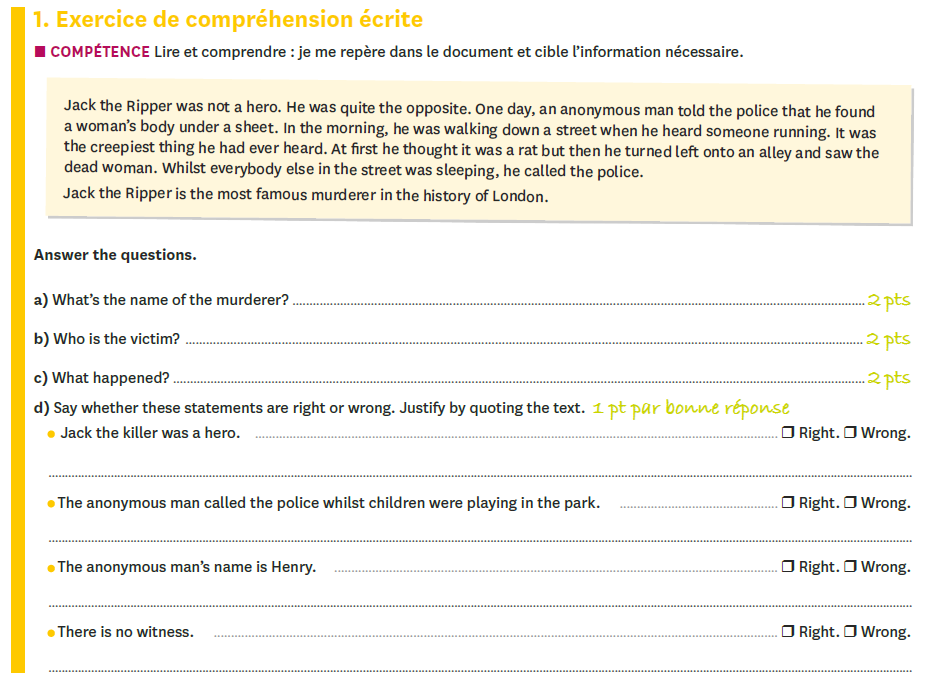 1. Exercice de compréhension écrite
COMPÉTENCE Lire et comprendre : je me repère dans le document et cible l'information nécessaire.
Jack the Ripper was not a hero. He was quite the opposite. One day, an anonymous man told the police that he found
a woman's body under a sheet. In the morning, he was walking down a street when he heard someone running. It was
the creepiest thing he had ever heard. At first he thought it was a rat but then he turned left onto an alley and saw the
dead woman. Whilst everybody else in the street was sleeping, he called the police.
Jack the Ripper is the most famous murderer in the history of London.
Answer the questions.
a) What's the name of the murderer? 2 pts
b) Who is the victim? 2 pts
c) What happened? 2 pts
d) Say whether these statements are right or wrong. Justify by quoting the text. 1 pt par bonne réponse
Jack the killer was a hero. Right. Wrong.
The anonymous man called the police whilst children were playing in the park. Right. Wrong.
The anonymous man's name is Henry. Right. Wrong.
There is no witness. Right. Wrong.